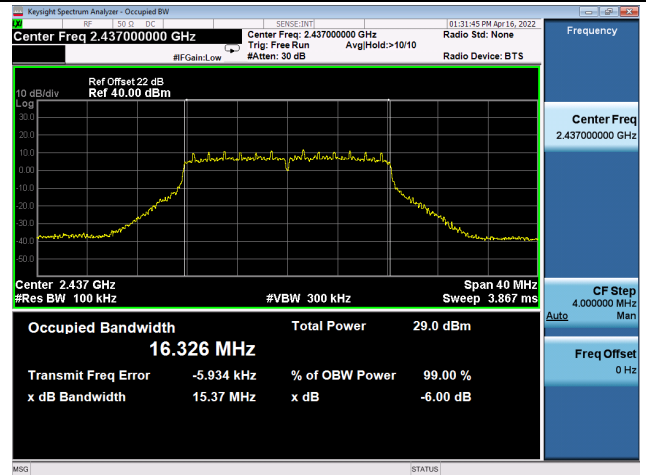 Keysight Spectrum Analyzer - Occupied BW
RF 50 Ω DC SENSE:INT 01:31:45 PM Apr 16, 2022
Center Freq 2.437000000 GHz
Center Freq: 2.437000000 GHz Radio Std: None
Trig: Free Run Avg|Hold:>10/10
#IFGain:Low #Atten: 30 dB Radio Device: BTS
Frequency
Ref Offset 22 dB
10 dB/div Ref 40.00 dBm
Log
30.0
20.0
10.0
0.00
-10.0
-20.0
-30.0
-40.0
-50.0
Center 2.437 GHz Span 40 MHz
#Res BW 100 kHz #VBW 300 kHz Sweep 3.867 ms
Center Freq
2.437000000 GHz
CF Step
4.000000 MHz
Auto Man
Freq Offset
0 Hz
Occupied Bandwidth Total Power 29.0 dBm
16.326 MHz
Transmit Freq Error -5.934 kHz % of OBW Power 99.00 %
x dB Bandwidth 15.37 MHz x dB -6.00 dB
MSG STATUS